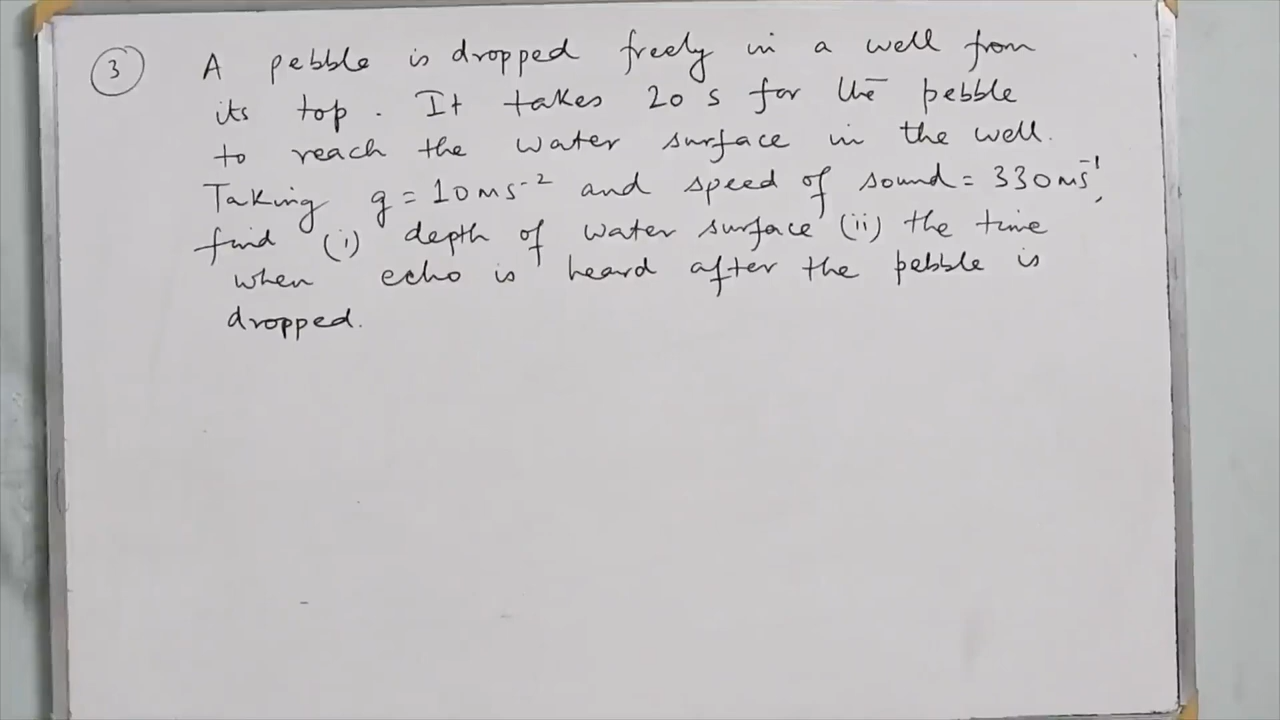 3 A pebble is dropped freely in a well from
its top. It takes 20 s for the pebble
to reach the water surface in the well.
Taking g = 10 ms⁻² and speed of sound = 330 ms⁻¹,
find (i) depth of water surface (ii) the time
when echo is heard after the pebble is
dropped.